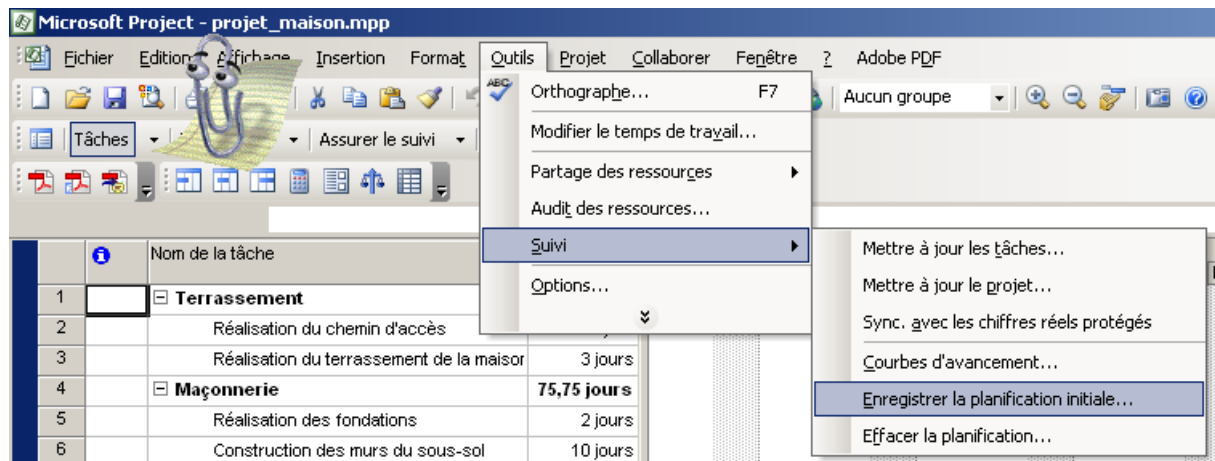 Microsoft Project - projet_maison.mpp
Fichier Edition Affichage Insertion Format Outils Projet Collaborer Fenêtre ? Adobe PDF
ABC Orthographe... F7
Aucun groupe
Tâches Assurer le suivi
Modifier le temps de travail...
Partage des ressources
Audit des ressources...
Suivi
Options...
Mettre à jour les tâches...
Mettre à jour le projet...
Sync. avec les chiffres réels protégés
Courbes d'avancement...
Enregistrer la planification initiale...
Effacer la planification...
Nom de la tâche
1 Terrassement
2 Réalisation du chemin d'accès
3 Réalisation du terrassement de la maison 3 jours
4 Maçonnerie 75,75 jours
5 Réalisation des fondations 2 jours
6 Construction des murs du sous-sol 10 jours